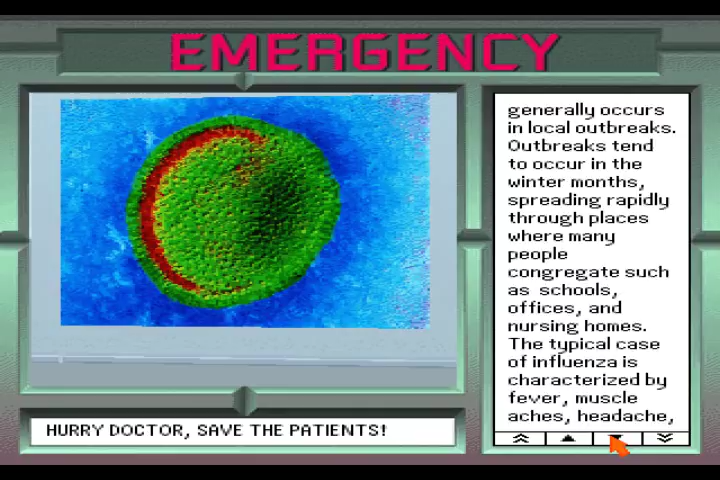 EMERGENCY
generally occurs
in local outbreaks.
Outbreaks tend
to occur in the
winter months,
spreading rapidly
through places
where many
people
congregate such
as schools,
offices, and
nursing homes.
The typical case
of influenza is
characterized by
fever, muscle
aches, headache,
HURRY DOCTOR, SAVE THE PATIENTS!